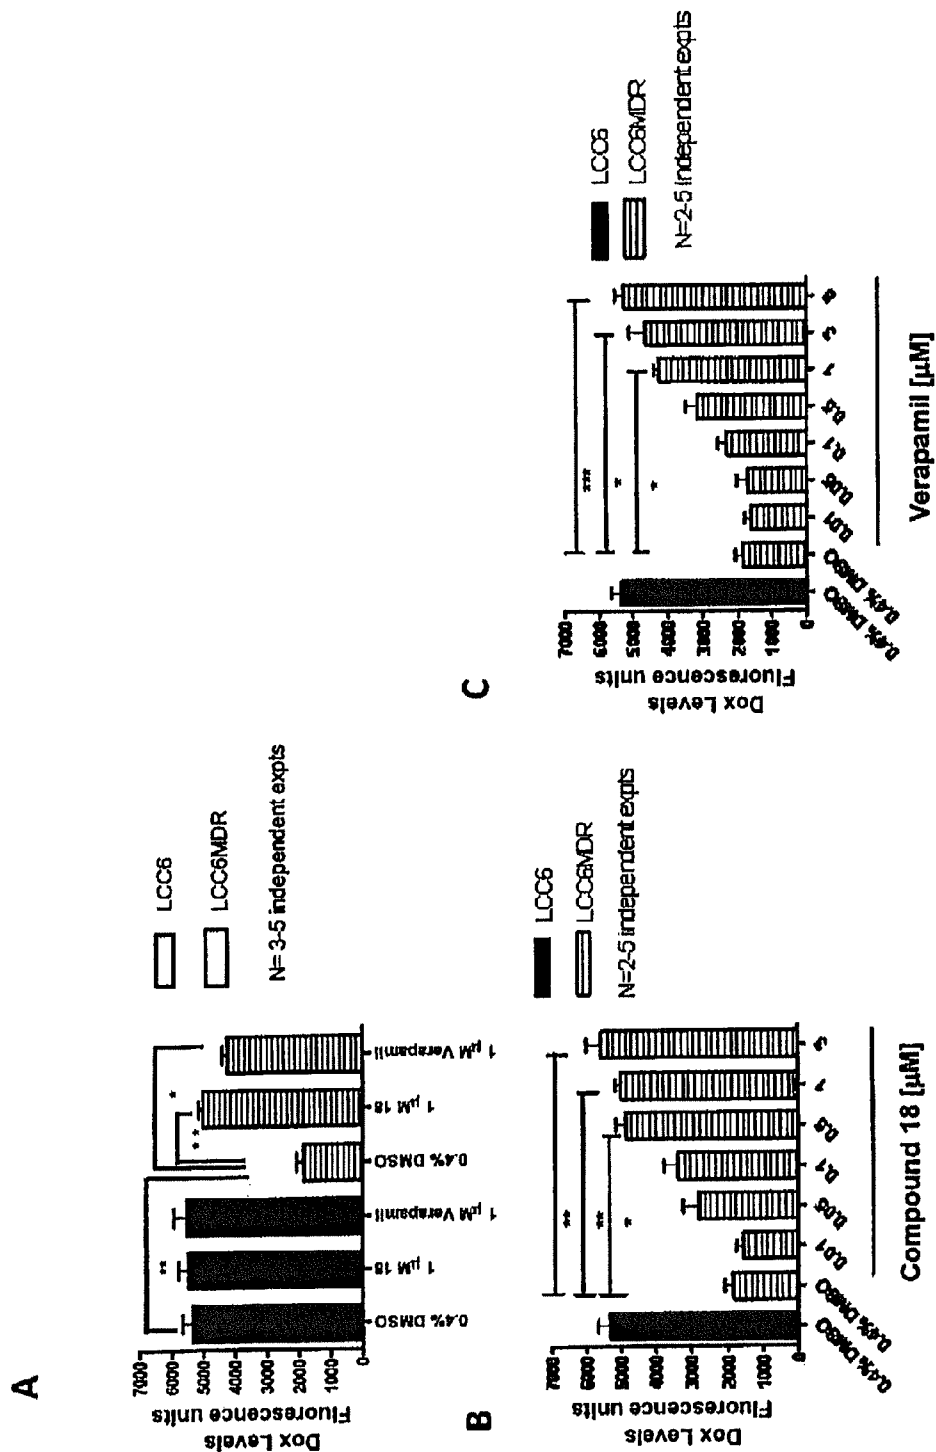 A
Dox Levels
Fluorescence units
7000
6000
5000
4000
3000
2000
1000
0
0.4% DMSO
1 µM 18
1 µM Verapamil
0.4% DMSO
1 µM 18
1 µM Verapamil
**
**
*
LCC6
LCC6MDR
N= 3-5 independent expts
B
Dox Levels
Fluorescence units
7000
6000
5000
4000
3000
2000
1000
0
0.4% DMSO
0.4% DMSO
0.01
0.05
0.1
0.5
1
3
Compound 18 [µM]
**
**
*
LCC6
LCC6MDR
N=2-5 independent expts
C
Dox Levels
Fluorescence units
7000
6000
5000
4000
3000
2000
1000
0
0.4% DMSO
0.4% DMSO
0.01
0.05
0.1
0.5
1
3
Verapamil [µM]
***
*
*
LCC6
LCC6MDR
N=2-5 independent expts